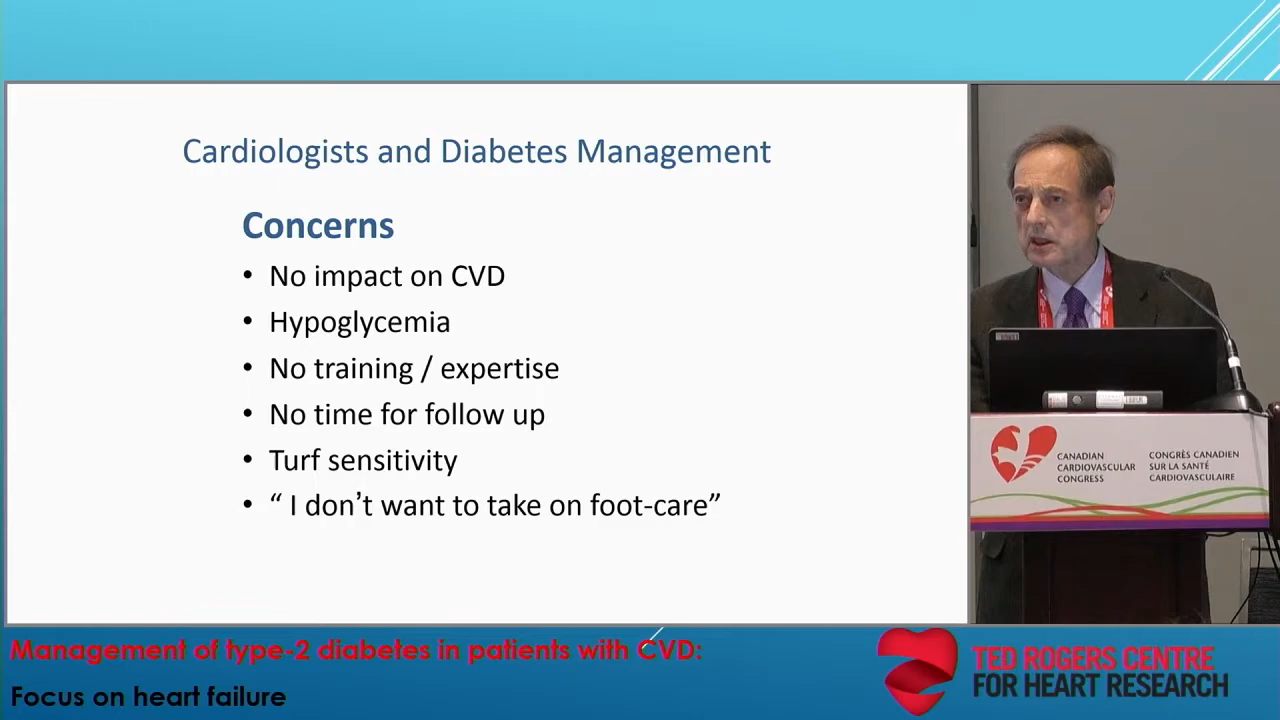 Cardiologists and Diabetes Management
Concerns
• No impact on CVD
• Hypoglycemia
• No training / expertise
• No time for follow up
• Turf sensitivity
• “ I don’t want to take on foot-care”
CANADIAN
CARDIOVASCULAR
CONGRESS
CONGRÈS CANADIEN
SUR LA SANTÉ
CARDIOVASCULAIRE
Management of type-2 diabetes in patients with CVD:
Focus on heart failure
TED ROGERS CENTRE
FOR HEART RESEARCH